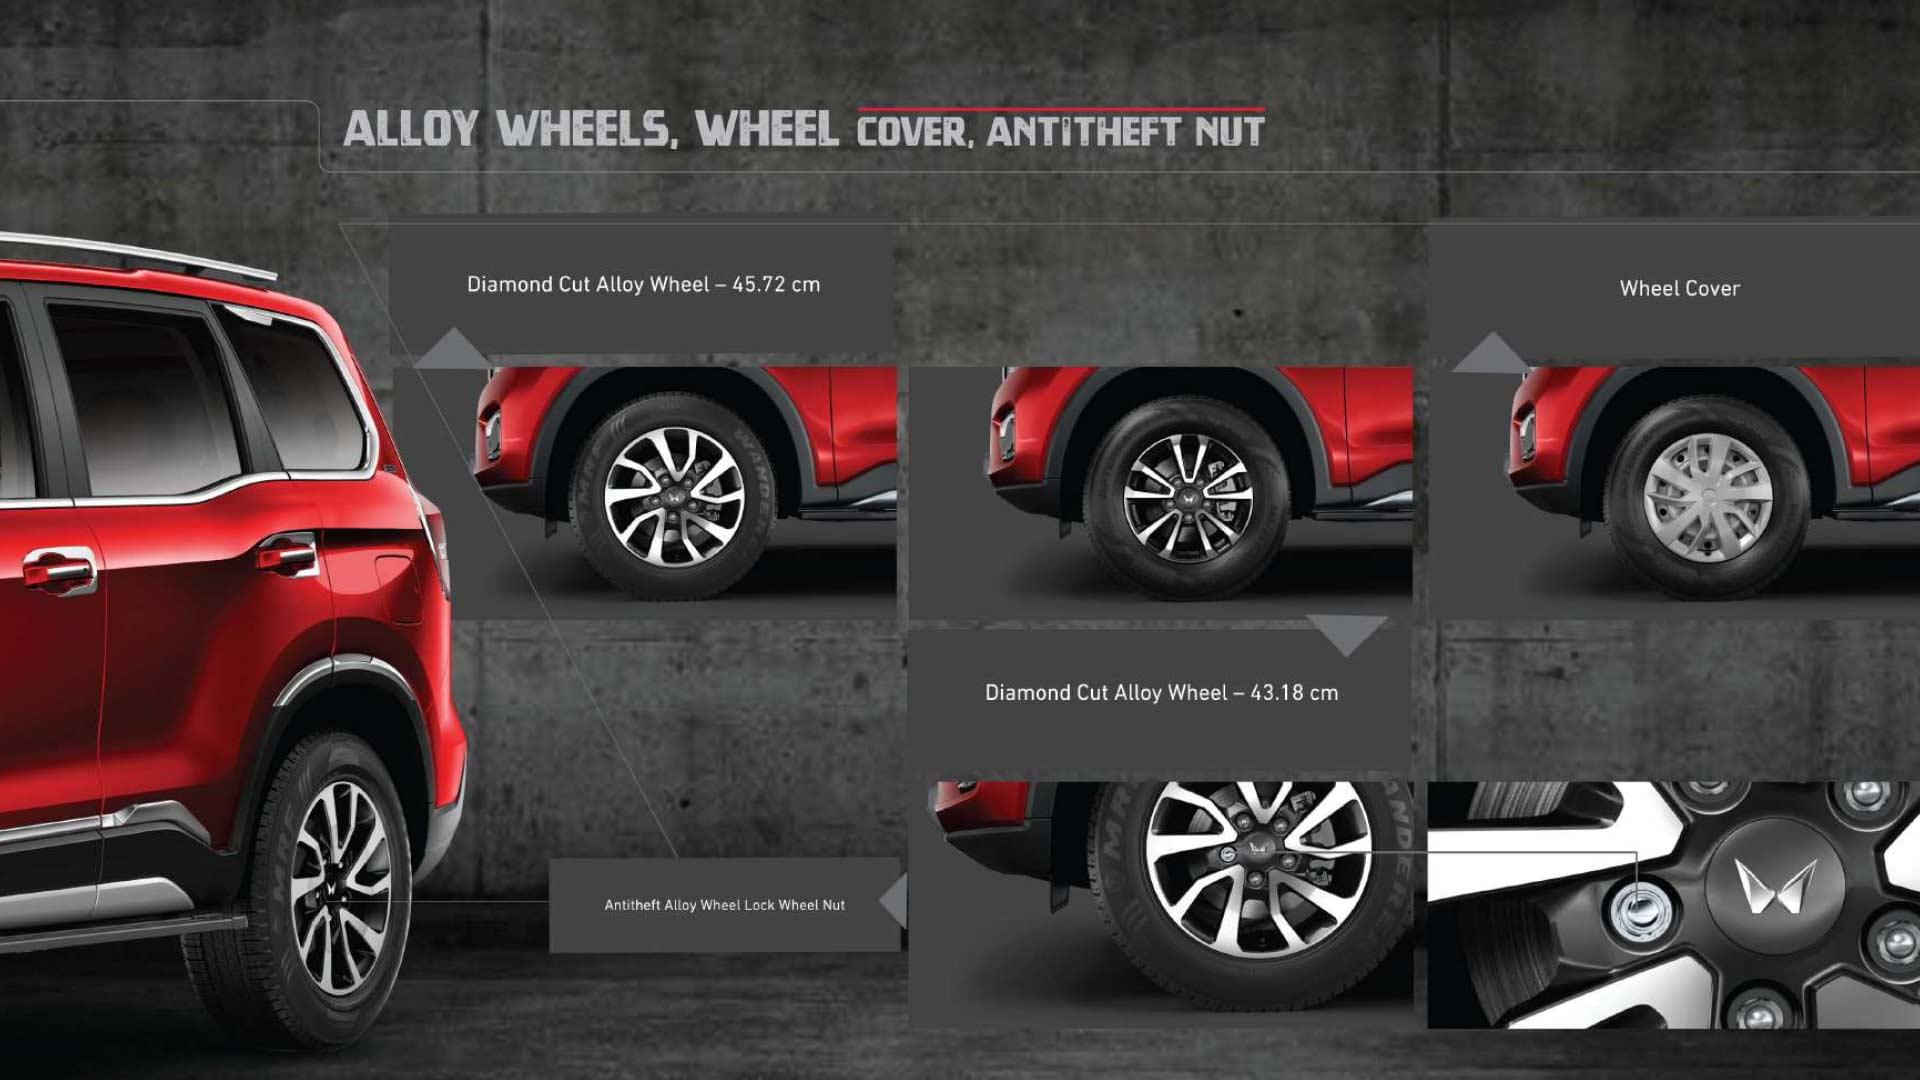 ALLOY WHEELS, WHEEL COVER, ANTITHEFT NUT
Diamond Cut Alloy Wheel – 45.72 cm
Wheel Cover
Diamond Cut Alloy Wheel – 43.18 cm
Antitheft Alloy Wheel Lock Wheel Nut